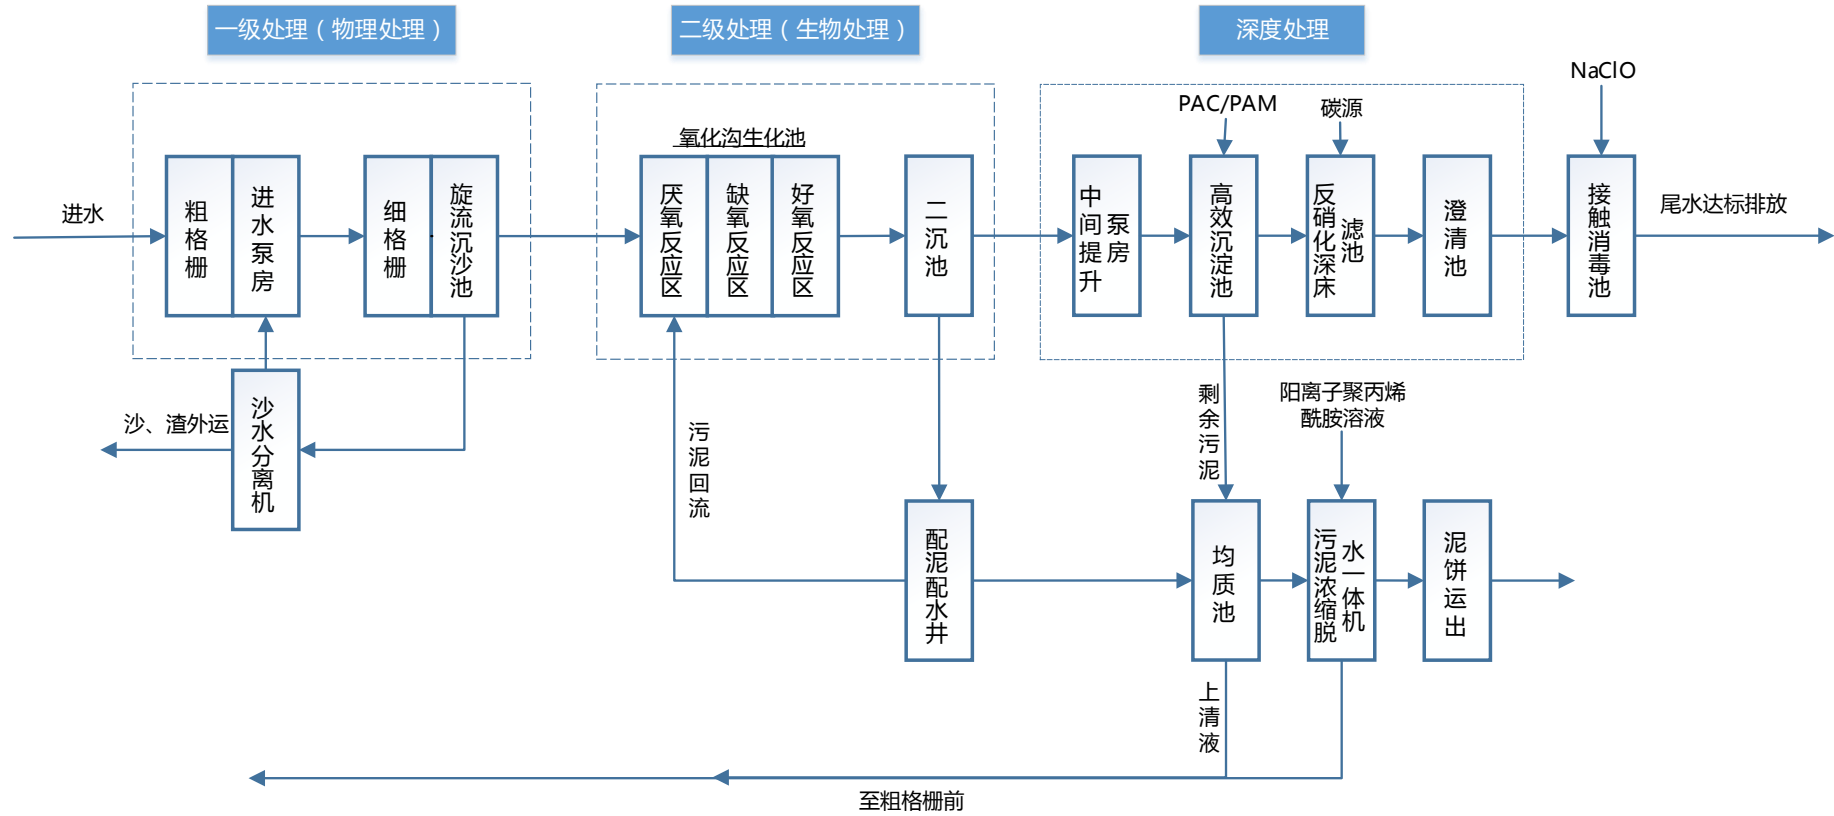 一级处理（物理处理）
二级处理（生物处理）
深度处理
NaClO
PAC/PAM
碳源
氧化沟生化池
进水
粗格栅
进水泵房
细格栅
旋流沉沙池
厌氧反应区
缺氧反应区
好氧反应区
二沉池
中间提升
泵房
高效沉淀池
反硝化深床
滤池
澄清池
接触消毒池
尾水达标排放
沙、渣外运
沙水分离机
污泥回流
剩余污泥
阳离子聚丙烯
酰胺溶液
配泥配水井
均质池
污泥浓缩脱
水一体机
泥饼运出
上清液
至粗格栅前